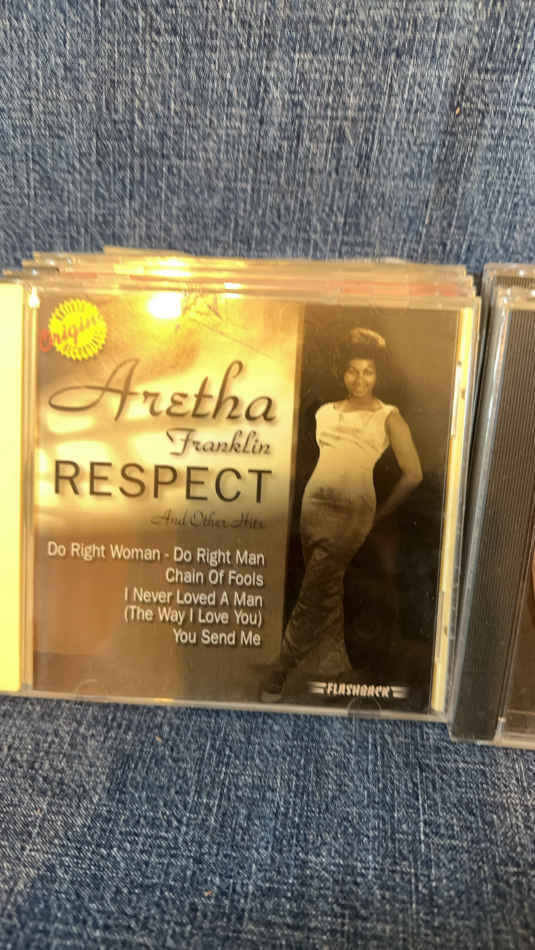 Origin
Aretha
Franklin
RESPECT
And Other Hits
Do Right Woman - Do Right Man
Chain Of Fools
I Never Loved A Man
(The Way I Love You)
You Send Me
FLASHBACK